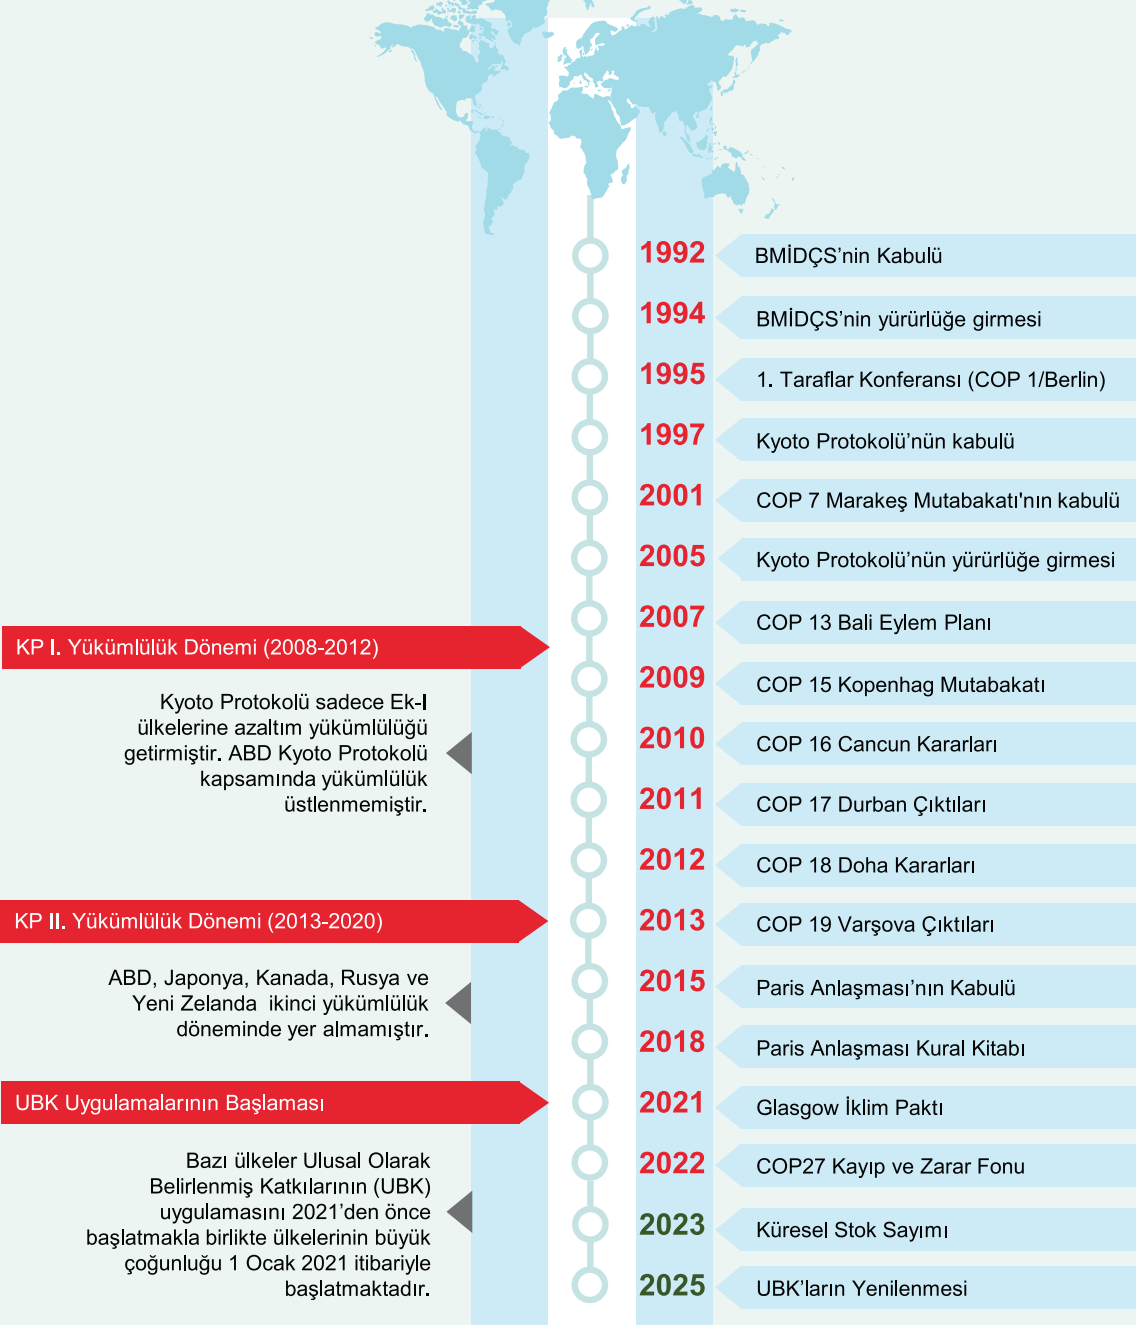 1992
BMİDÇS’nin Kabulü
1994
BMİDÇS’nin yürürlüğe girmesi
1995
1. Taraflar Konferansı (COP 1/Berlin)
1997
Kyoto Protokolü’nün kabulü
2001
COP 7 Marakeş Mutabakatı'nın kabulü
2005
Kyoto Protokolü’nün yürürlüğe girmesi
2007
COP 13 Bali Eylem Planı
KP I. Yükümlülük Dönemi (2008-2012)
Kyoto Protokolü sadece Ek-I
ülkelerine azaltım yükümlülüğü
getirmiştir. ABD Kyoto Protokolü
kapsamında yükümlülük
üstlenmemiştir.
2009
COP 15 Kopenhag Mutabakatı
2010
COP 16 Cancun Kararları
2011
COP 17 Durban Çıktıları
2012
COP 18 Doha Kararları
KP II. Yükümlülük Dönemi (2013-2020)
ABD, Japonya, Kanada, Rusya ve
Yeni Zelanda ikinci yükümlülük
döneminde yer almamıştır.
2013
COP 19 Varşova Çıktıları
2015
Paris Anlaşması’nın Kabulü
2018
Paris Anlaşması Kural Kitabı
UBK Uygulamalarının Başlaması
Bazı ülkeler Ulusal Olarak
Belirlenmiş Katkılarının (UBK)
uygulamasını 2021’den önce
başlatmakla birlikte ülkelerinin büyük
çoğunluğu 1 Ocak 2021 itibariyle
başlatmaktadır.
2021
Glasgow İklim Paktı
2022
COP27 Kayıp ve Zarar Fonu
2023
Küresel Stok Sayımı
2025
UBK’ların Yenilenmesi